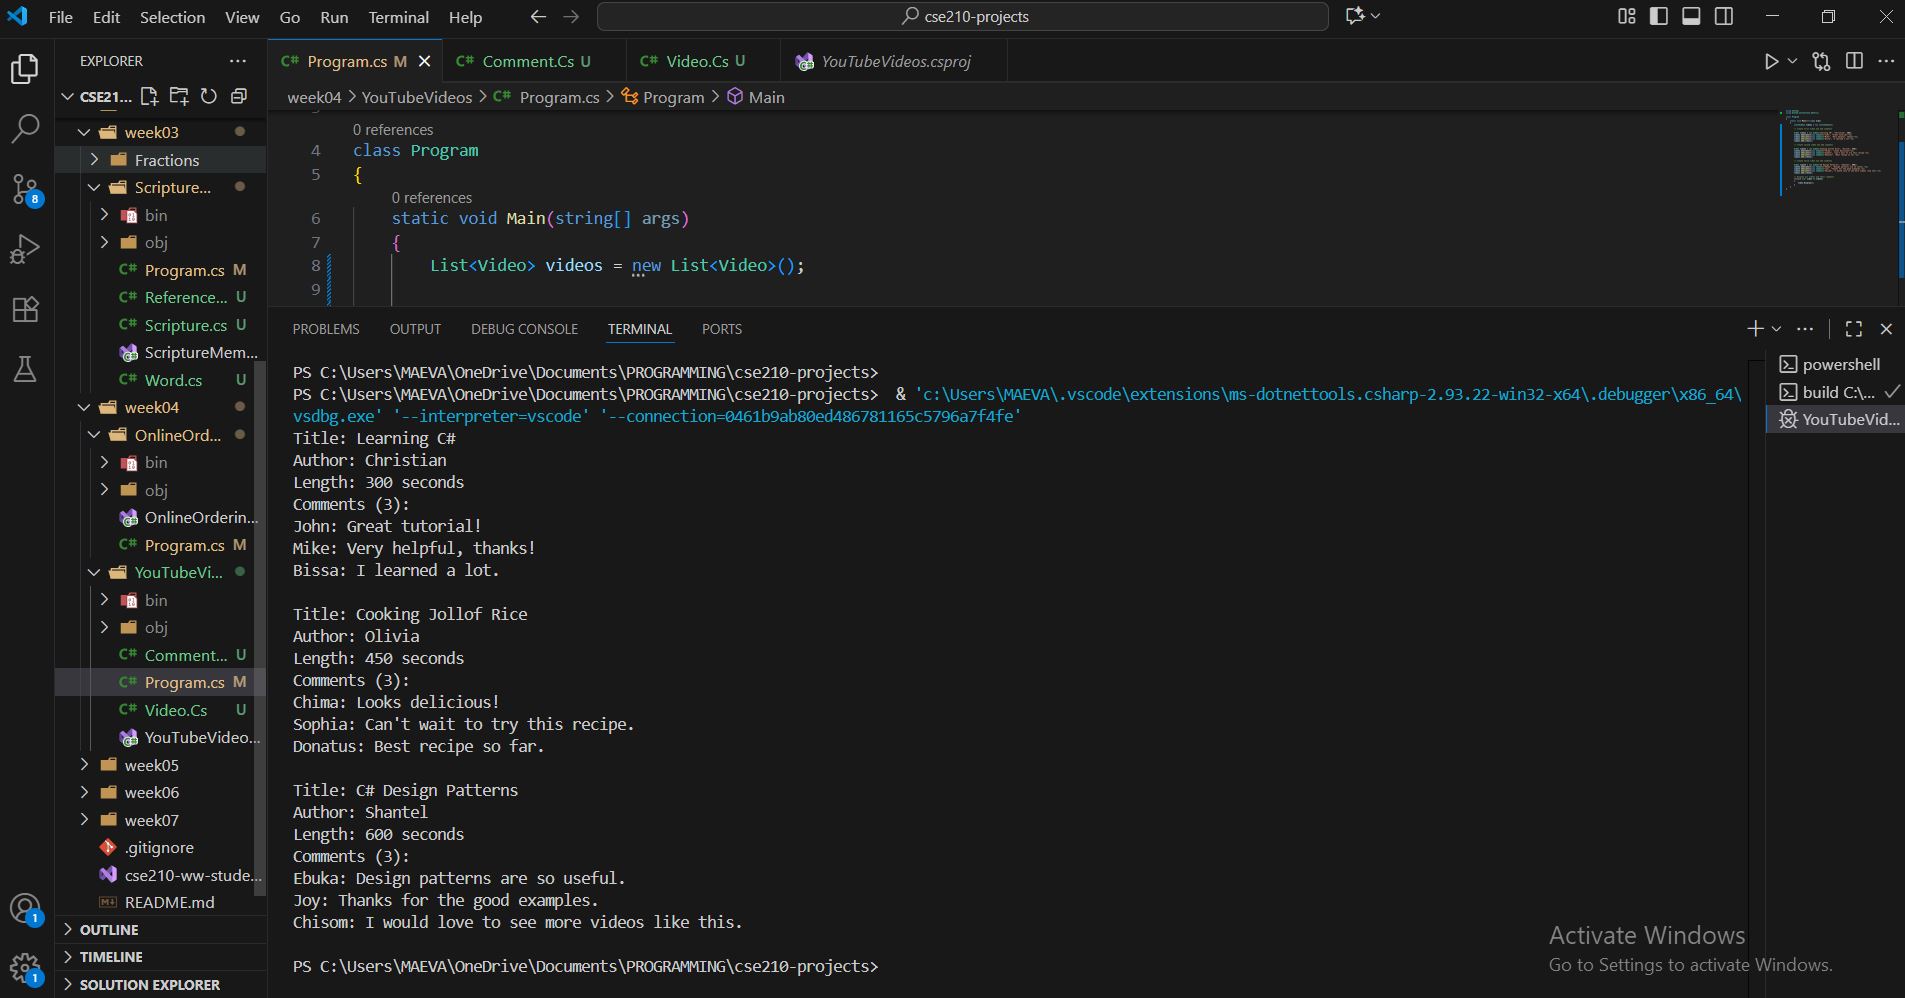 File Edit Selection View Go Run Terminal Help
cse210-projects
EXPLORER
CSE21...
week03
Fractions
Scripture...
bin
obj
Program.cs M
Reference... U
Scripture.cs U
ScriptureMem...
Word.cs U
week04
OnlineOrd...
bin
obj
OnlineOrderin...
Program.cs M
YouTubeVi...
bin
obj
Comment... U
Program.cs M
Video.Cs U
YouTubeVideo...
week05
week06
week07
.gitignore
cse210-ww-stude...
README.md
OUTLINE
TIMELINE
SOLUTION EXPLORER
8
1
1
C# Program.cs M
C# Comment.Cs U
C# Video.Cs U
YouTubeVideos.csproj
week04 > YouTubeVideos > C# Program.cs > Program > Main
0 references
4 class Program
5 {
0 references
6 static void Main(string[] args)
7 {
8 List<Video> videos = new List<Video>();
9
PROBLEMS OUTPUT DEBUG CONSOLE TERMINAL PORTS
PS C:\Users\MAEVA\OneDrive\Documents\PROGRAMMING\cse210-projects>
PS C:\Users\MAEVA\OneDrive\Documents\PROGRAMMING\cse210-projects> & 'c:\Users\MAEVA\.vscode\extensions\ms-dotnettools.csharp-2.93.22-win32-x64\.debugger\x86_64\
vsdbg.exe' '--interpreter=vscode' '--connection=0461b9ab80ed486781165c5796a7f4fe'
Title: Learning C#
Author: Christian
Length: 300 seconds
Comments (3):
John: Great tutorial!
Mike: Very helpful, thanks!
Bissa: I learned a lot.
Title: Cooking Jollof Rice
Author: Olivia
Length: 450 seconds
Comments (3):
Chima: Looks delicious!
Sophia: Can't wait to try this recipe.
Donatus: Best recipe so far.
Title: C# Design Patterns
Author: Shantel
Length: 600 seconds
Comments (3):
Ebuka: Design patterns are so useful.
Joy: Thanks for the good examples.
Chisom: I would love to see more videos like this.
PS C:\Users\MAEVA\OneDrive\Documents\PROGRAMMING\cse210-projects>
powershell
build C:\...
YouTubeVid...
Activate Windows
Go to Settings to activate Windows.